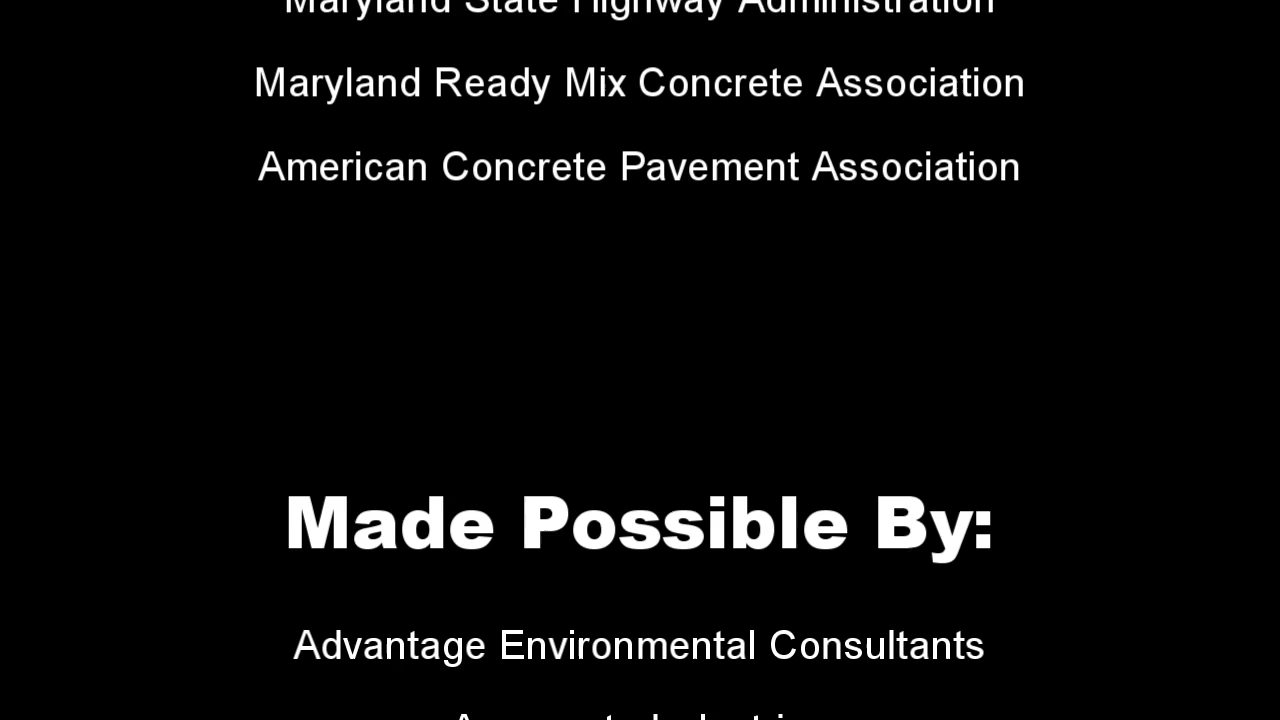 Maryland State Highway Administration
Maryland Ready Mix Concrete Association
American Concrete Pavement Association
Made Possible By:
Advantage Environmental Consultants